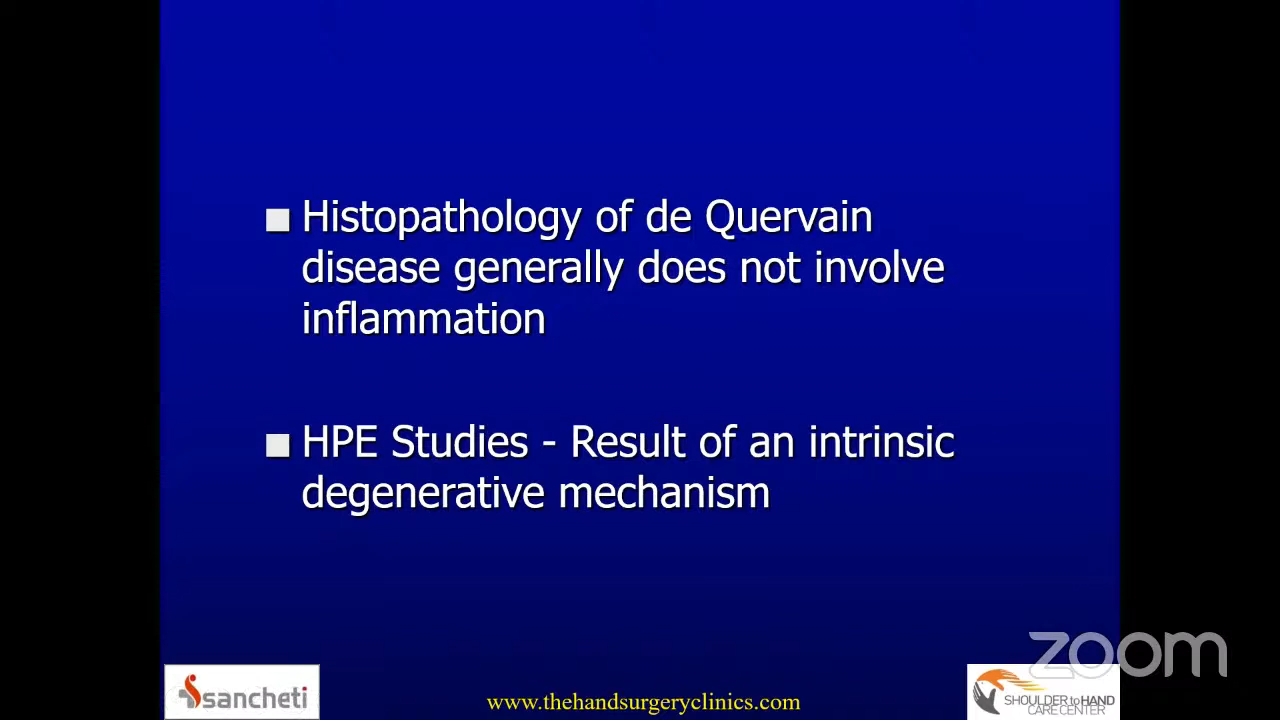 Histopathology of de Quervain
disease generally does not involve
inflammation
HPE Studies - Result of an intrinsic
degenerative mechanism
zoom
sancheti
www.thehandsurgeryclinics.com
SHOULDER to HAND
CARE CENTER